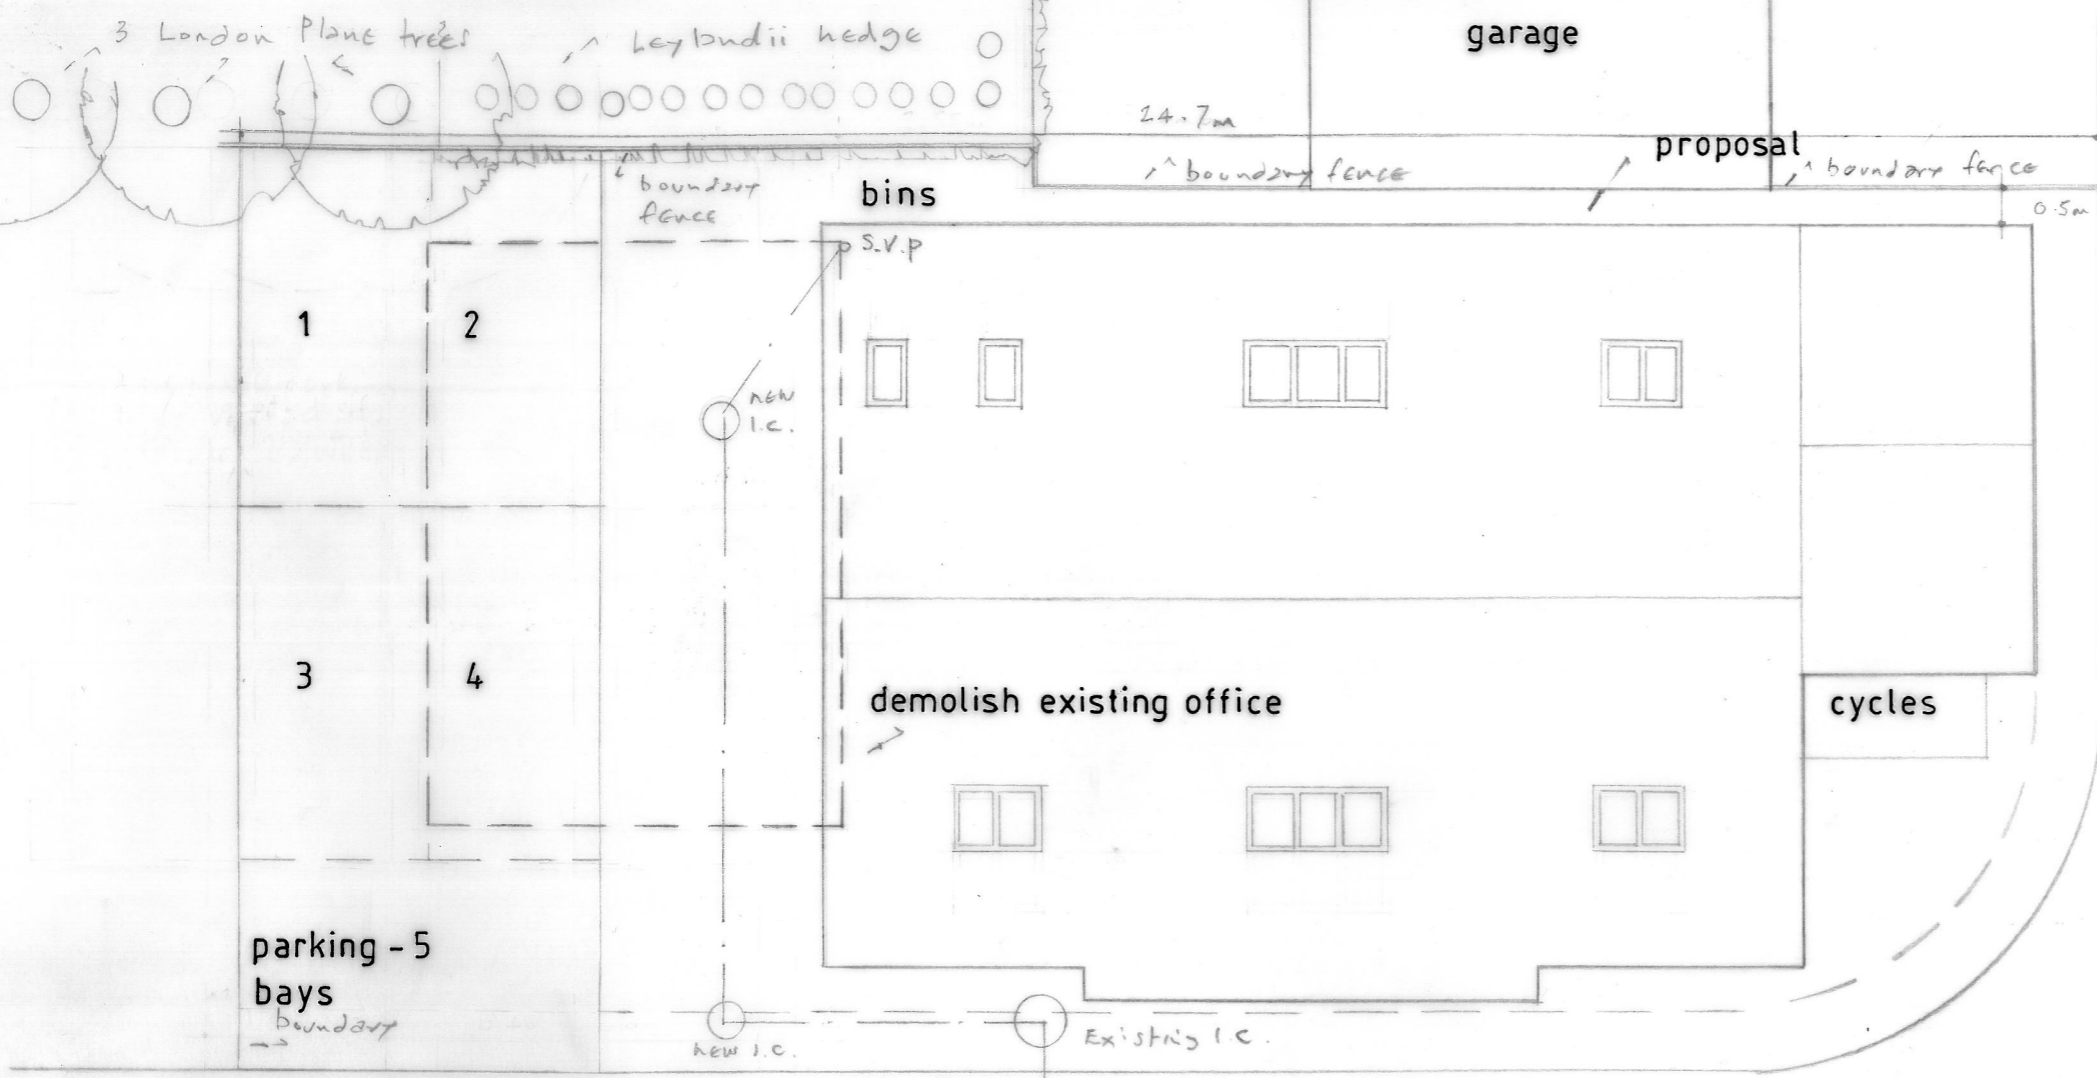 3 London Plane trees
Leylandii hedge
garage
24.7m
proposal
boundary fence
boundary fence
boundary
fence
bins
0.5m
S.V.P
1
2
new
I.C.
3
4
demolish existing office
cycles
parking - 5
bays
boundary
new I.C.
Existing I.C.